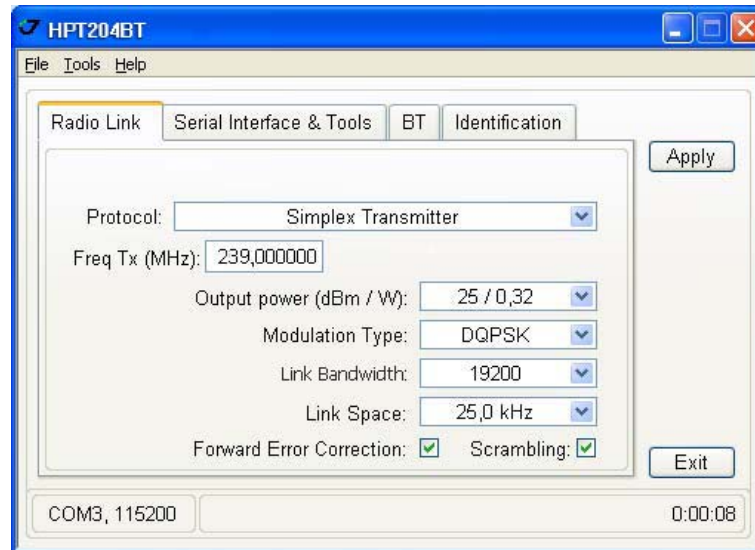 HPT204BT
File Tools Help
Radio Link Serial Interface & Tools BT Identification
Apply
Protocol: Simplex Transmitter
Freq Tx (MHz): 239,000000
Output power (dBm / W): 25 / 0,32
Modulation Type: DQPSK
Link Bandwidth: 19200
Link Space: 25,0 kHz
Forward Error Correction: Scrambling:
Exit
COM3, 115200 0:00:08